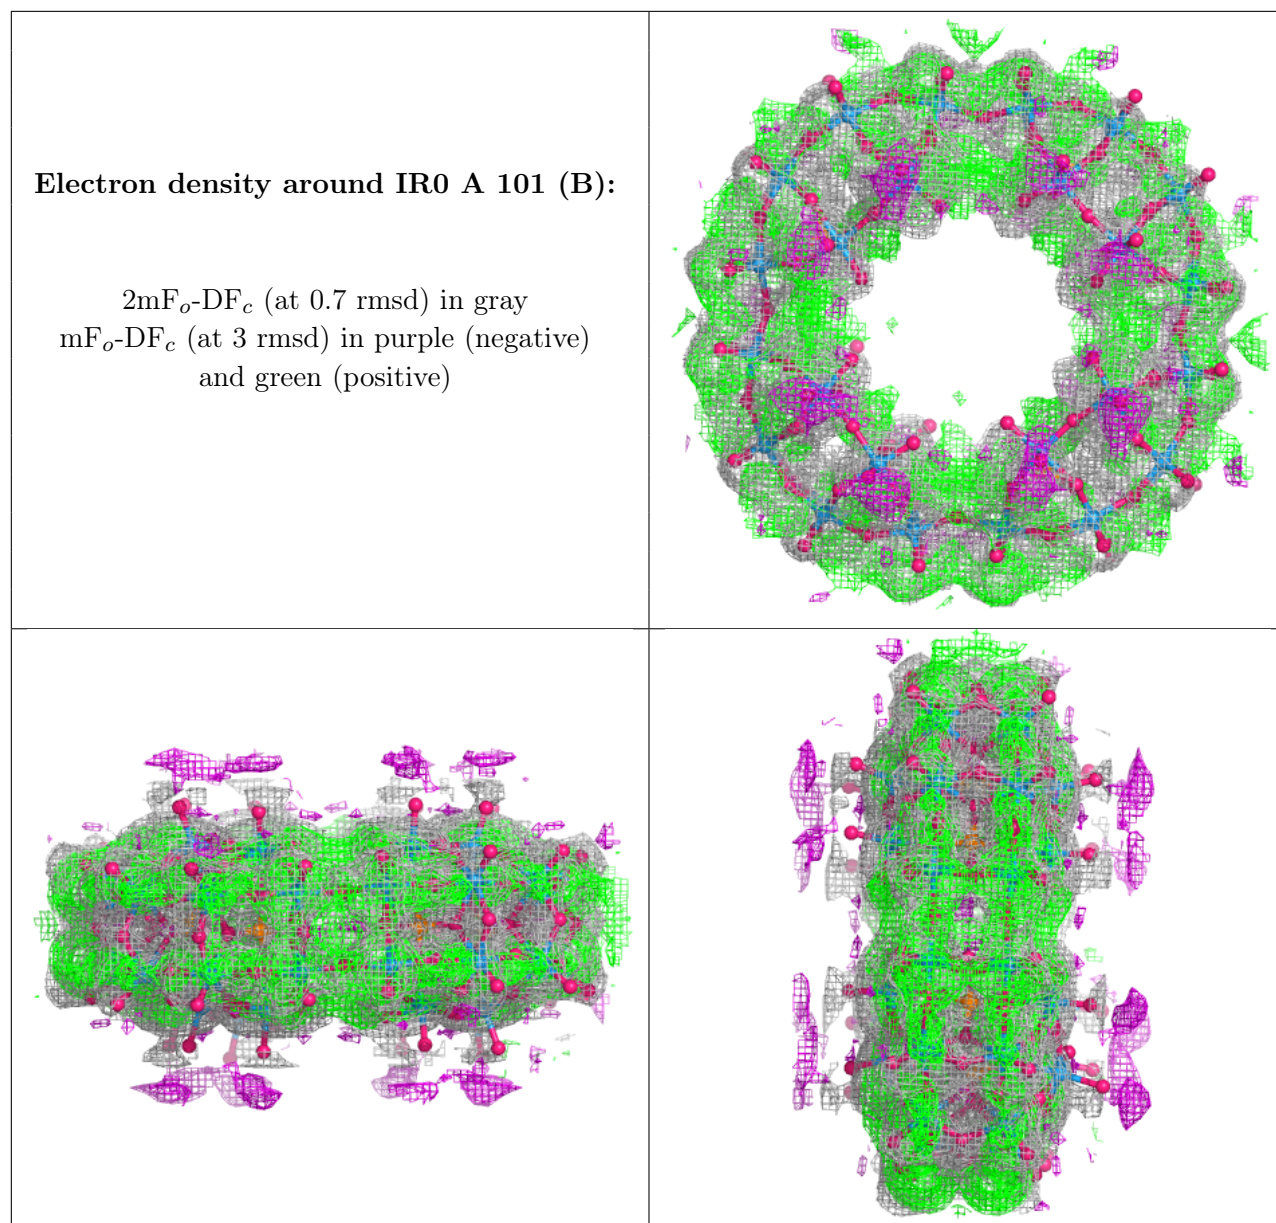 Electron density around IR0 A 101 (B):
2mFo-DFc (at 0.7 rmsd) in gray
mFo-DFc (at 3 rmsd) in purple (negative)
and green (positive)